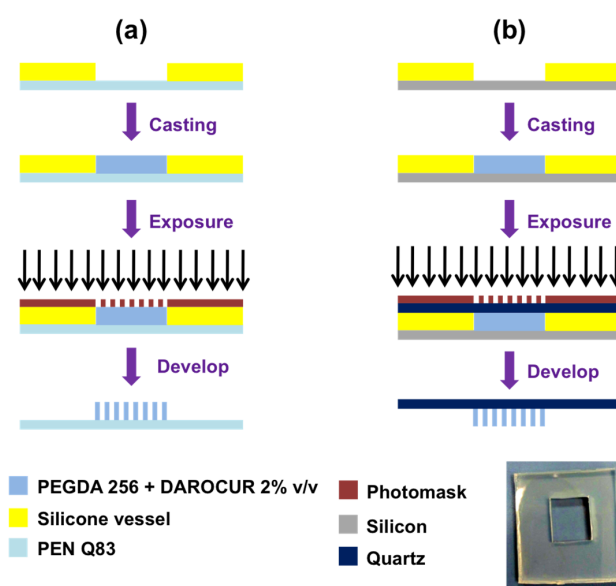 (a)
(b)
Casting
Casting
Exposure
Exposure
Develop
Develop
PEGDA 256 + DAROCUR 2% v/v
Silicone vessel
PEN Q83
Photomask
Silicon
Quartz